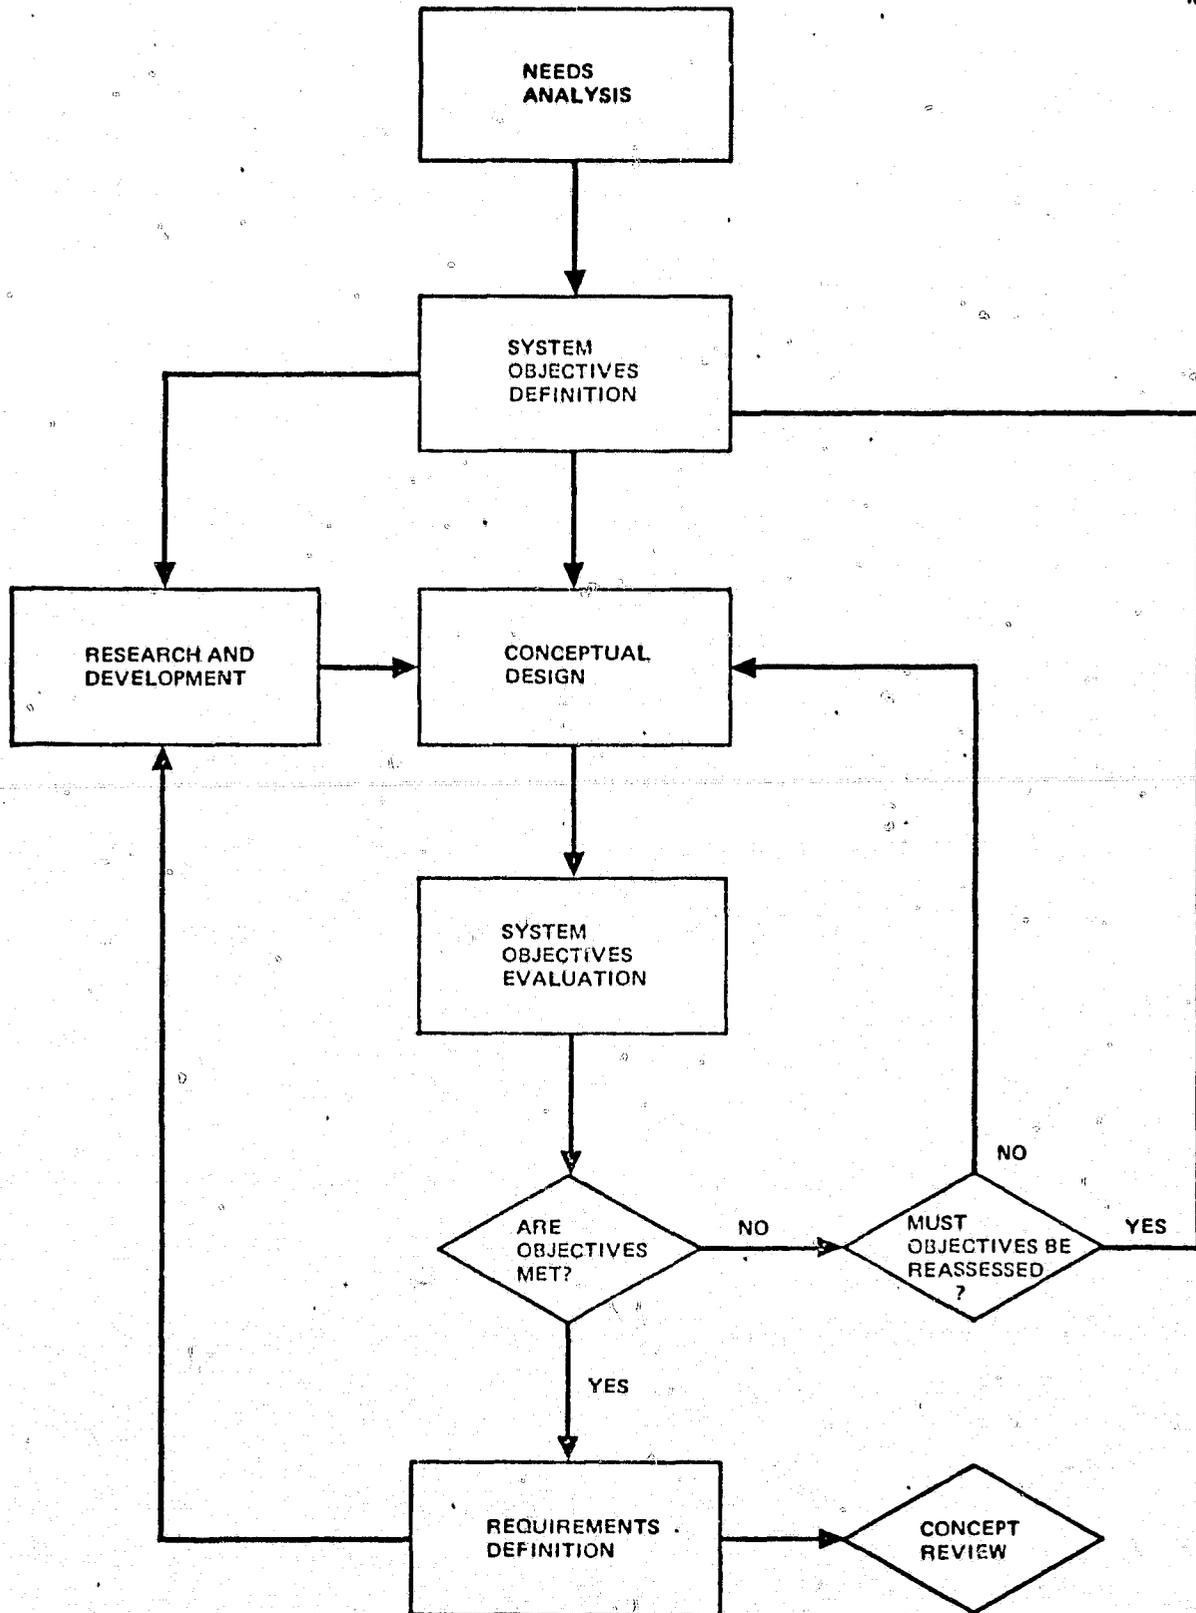 NEEDS
ANALYSIS
SYSTEM
OBJECTIVES
DEFINITION
RESEARCH AND
DEVELOPMENT
CONCEPTUAL
DESIGN
SYSTEM
OBJECTIVES
EVALUATION
NO
ARE
OBJECTIVES
MET?
NO
MUST
OBJECTIVES BE
REASSESSED
?
YES
YES
REQUIREMENTS
DEFINITION
CONCEPT
REVIEW